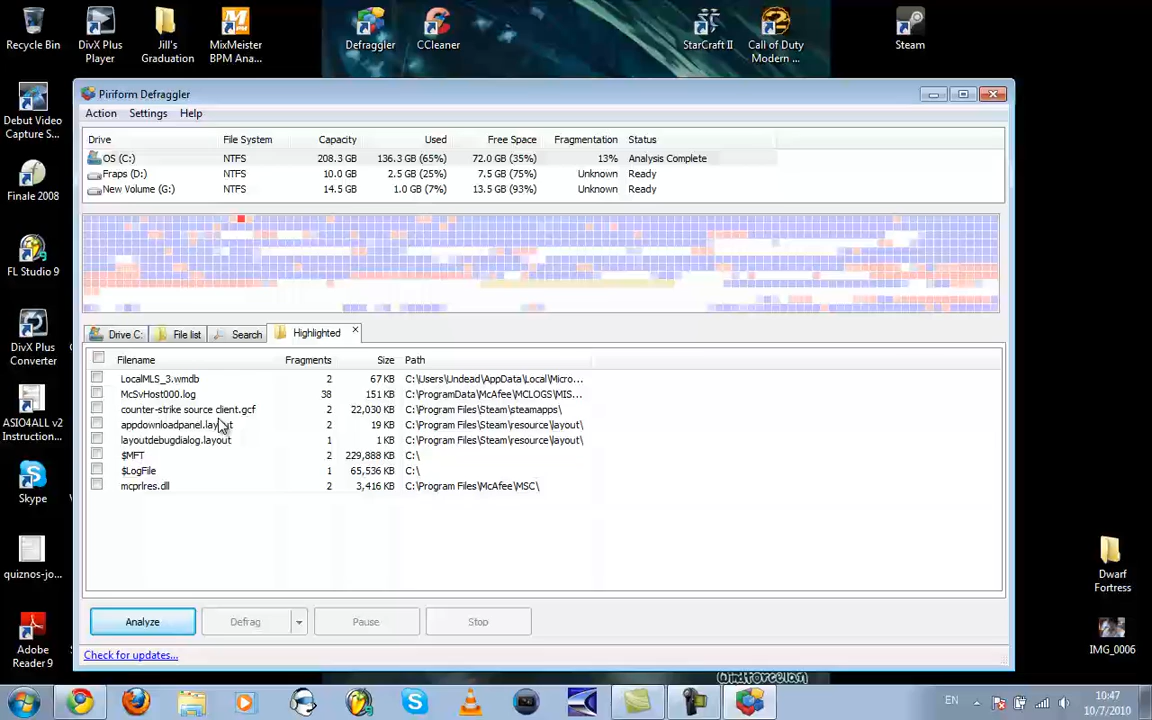 Recycle Bin
DivX Plus
Player
Jill's
Graduation
MixMeister
BPM Ana...
Defraggler
CCleaner
StarCraft II
Call of Duty
Modern ...
Steam
Debut Video
Capture S...
Finale 2008
FL Studio 9
DivX Plus
Converter
ASIO4ALL v2
Instruction...
Skype
quiznos-jo...
Adobe
Reader 9
Piriform Defraggler
Action Settings Help
Drive File System Capacity Used Free Space Fragmentation Status
OS (C:) NTFS 208.3 GB 136.3 GB (65%) 72.0 GB (35%) 13% Analysis Complete
Fraps (D:) NTFS 10.0 GB 2.5 GB (25%) 7.5 GB (75%) Unknown Ready
New Volume (G:) NTFS 14.5 GB 1.0 GB (7%) 13.5 GB (93%) Unknown Ready
Drive C: File list Search Highlighted
Filename Fragments Size Path
LocalMLS_3.wmdb 2 67 KB C:\Users\Undead\AppData\Local\Micro...
McSvHost000.log 38 151 KB C:\ProgramData\McAfee\MCLOGS\MIS...
counter-strike source client.gcf 2 22,030 KB C:\Program Files\Steam\steamapps\
appdownloadpanel.layout 2 19 KB C:\Program Files\Steam\resource\layout\
layoutdebugdialog.layout 1 1 KB C:\Program Files\Steam\resource\layout\
$MFT 2 229,888 KB C:\
$LogFile 1 65,536 KB C:\
mcprlres.dll 2 3,416 KB C:\Program Files\McAfee\MSC\
Analyze Defrag Pause Stop
Check for updates...
Dwarf
Fortress
IMG_0006
EN
10:47
10/7/2010